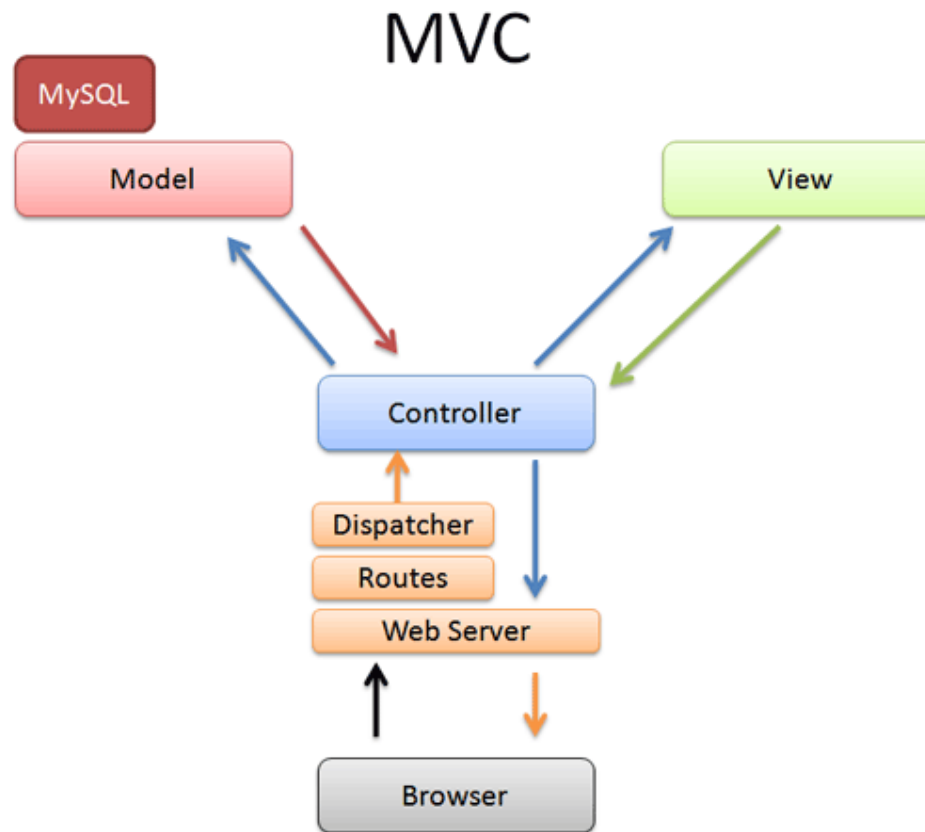 MVC
MySQL
Model
View
Controller
Dispatcher
Routes
Web Server
Browser